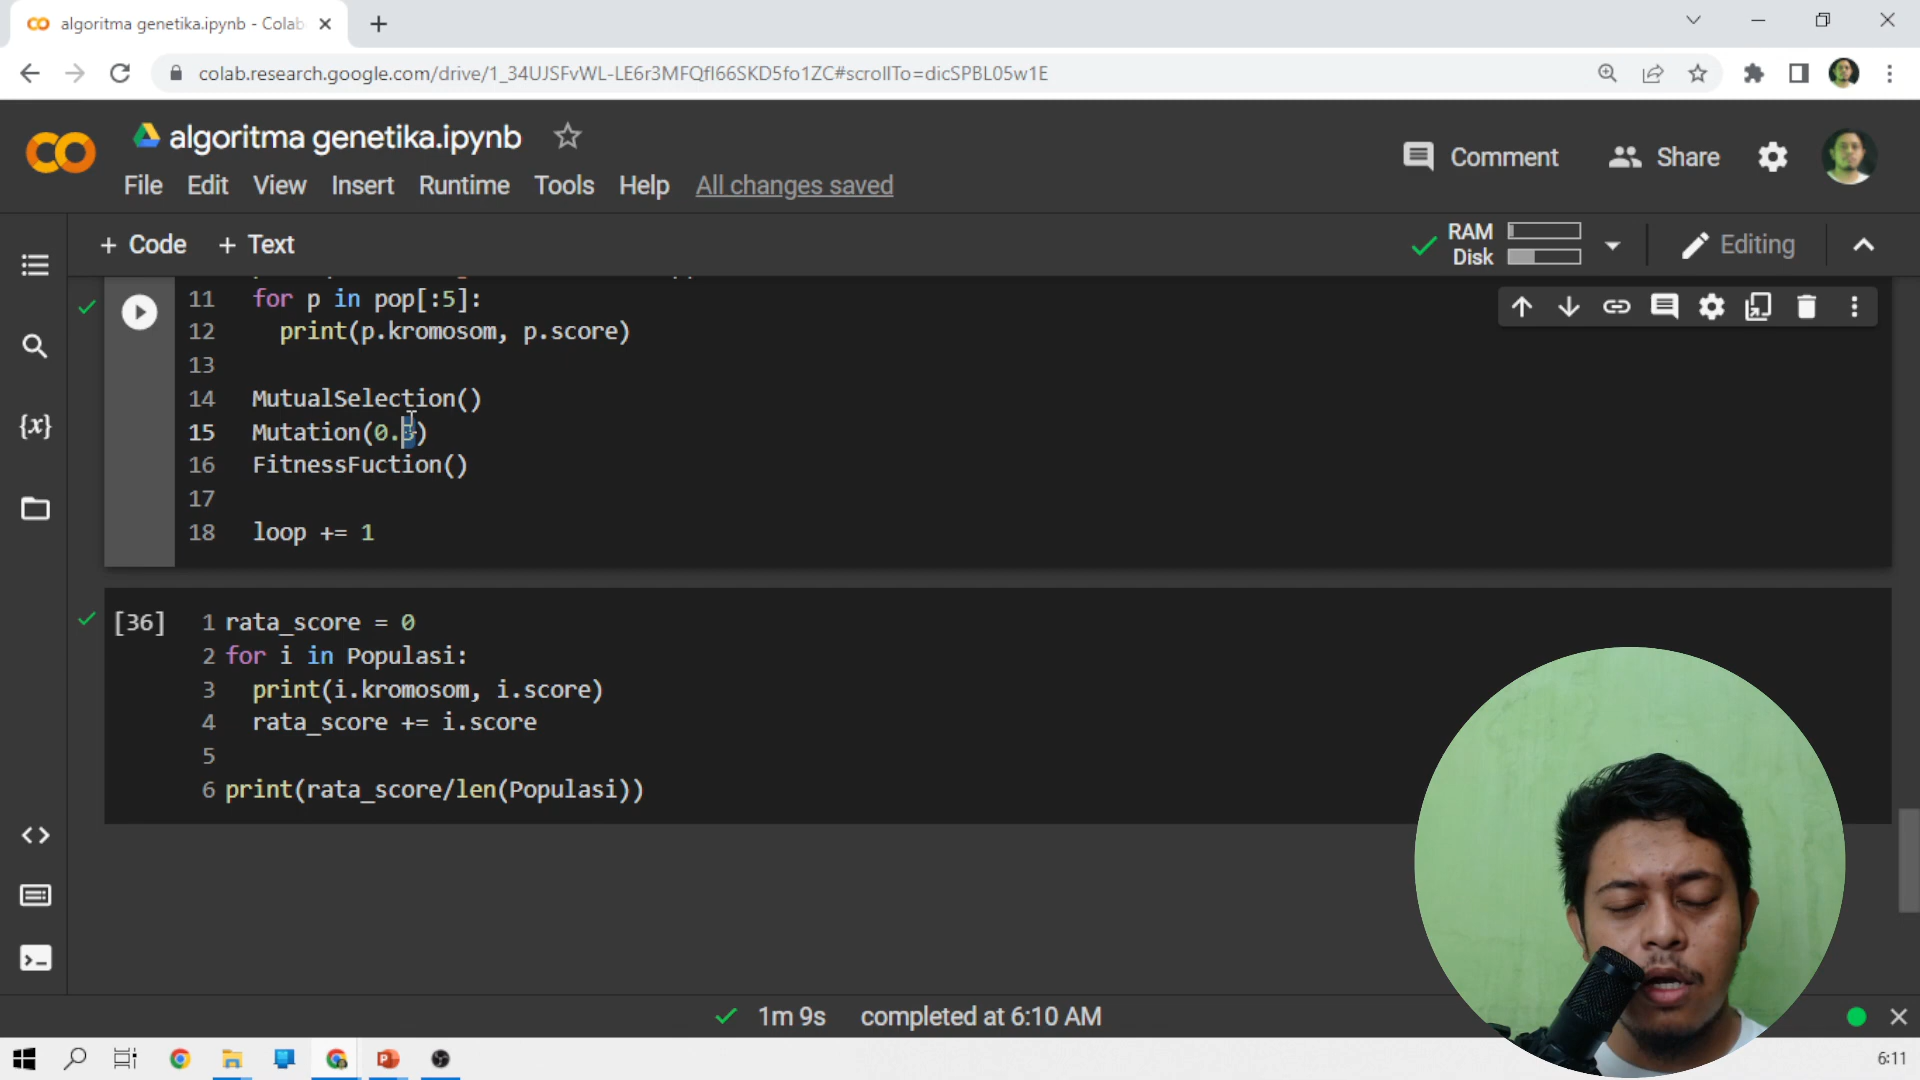 algoritma genetika.ipynb - Colab
colab.research.google.com/drive/1_34UJSFvWL-LE6r3MFQfI66SKD5fo1ZC#scrollTo=dicSPBL05w1E
algoritma genetika.ipynb
Comment
Share
File Edit View Insert Runtime Tools Help All changes saved
+ Code + Text
RAM
Disk
Editing
{x}
11 for p in pop[:5]:
12 print(p.kromosom, p.score)
13
14 MutualSelection()
15 Mutation(0. )
16 FitnessFuction()
17
18 loop += 1
[36]
1 rata_score = 0
2 for i in Populasi:
3 print(i.kromosom, i.score)
4 rata_score += i.score
5
6 print(rata_score/len(Populasi))
1m 9s completed at 6:10 AM
6:11